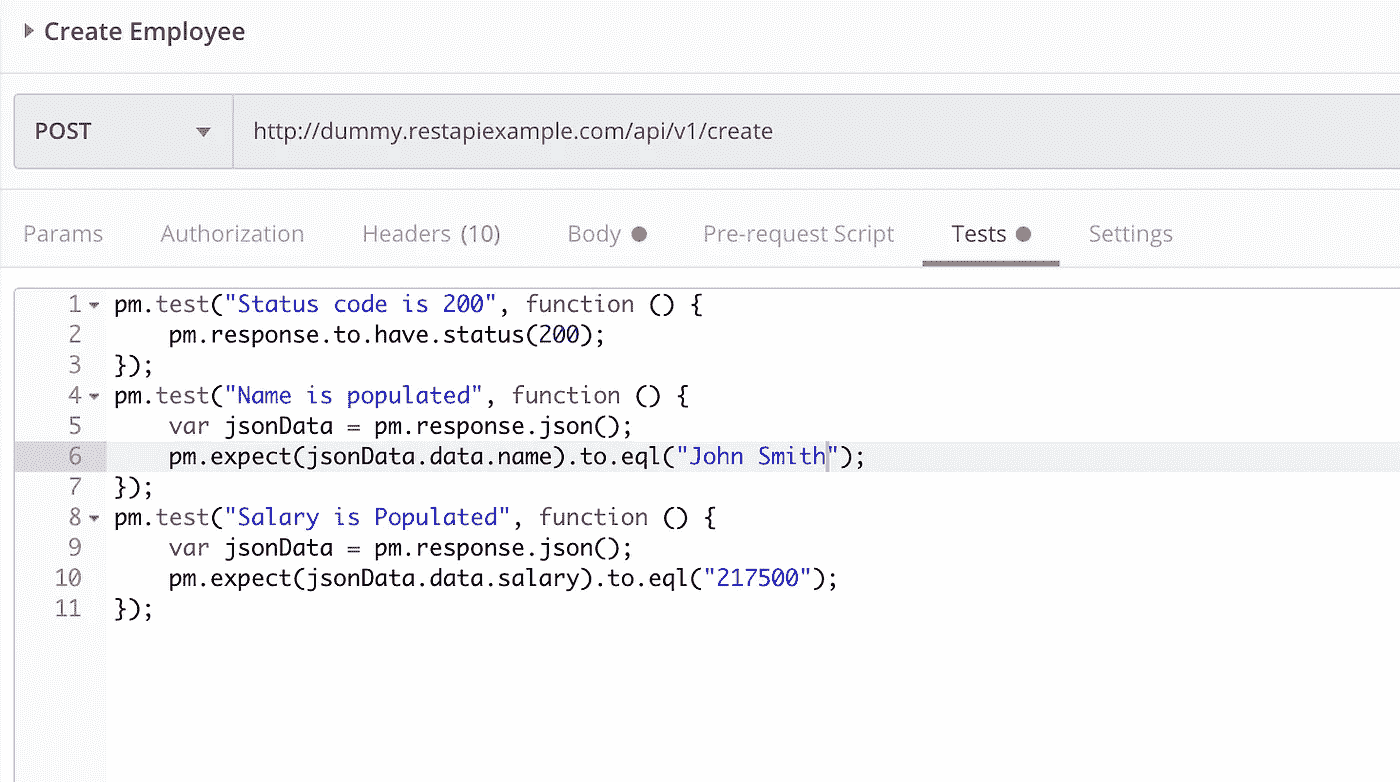 Create Employee
POST http://dummy.restapiexample.com/api/v1/create
Params Authorization Headers (10) Body Pre-request Script Tests Settings
1 pm.test("Status code is 200", function () {
2 pm.response.to.have.status(200);
3 });
4 pm.test("Name is populated", function () {
5 var jsonData = pm.response.json();
6 pm.expect(jsonData.data.name).to.eql("John Smith");
7 });
8 pm.test("Salary is Populated", function () {
9 var jsonData = pm.response.json();
10 pm.expect(jsonData.data.salary).to.eql("217500");
11 });